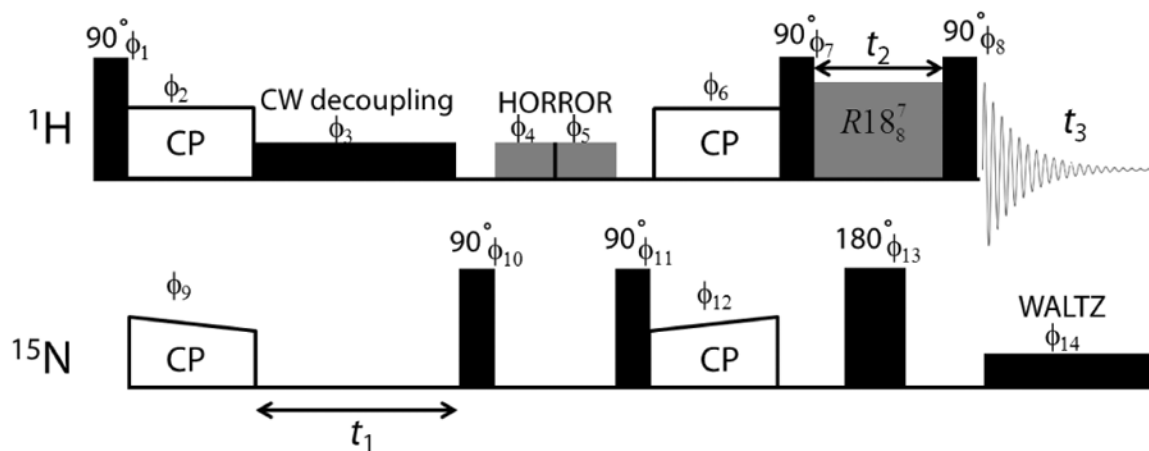 90°ϕ1 90°ϕ7 t2 90°ϕ8
ϕ2 CW decoupling HORROR ϕ6
ϕ3 ϕ4 ϕ5 R18⁷₈ t3
¹H CP CP
90°ϕ10 90°ϕ11 180°ϕ13
ϕ9 ϕ12 WALTZ
¹⁵N CP CP ϕ14
t1